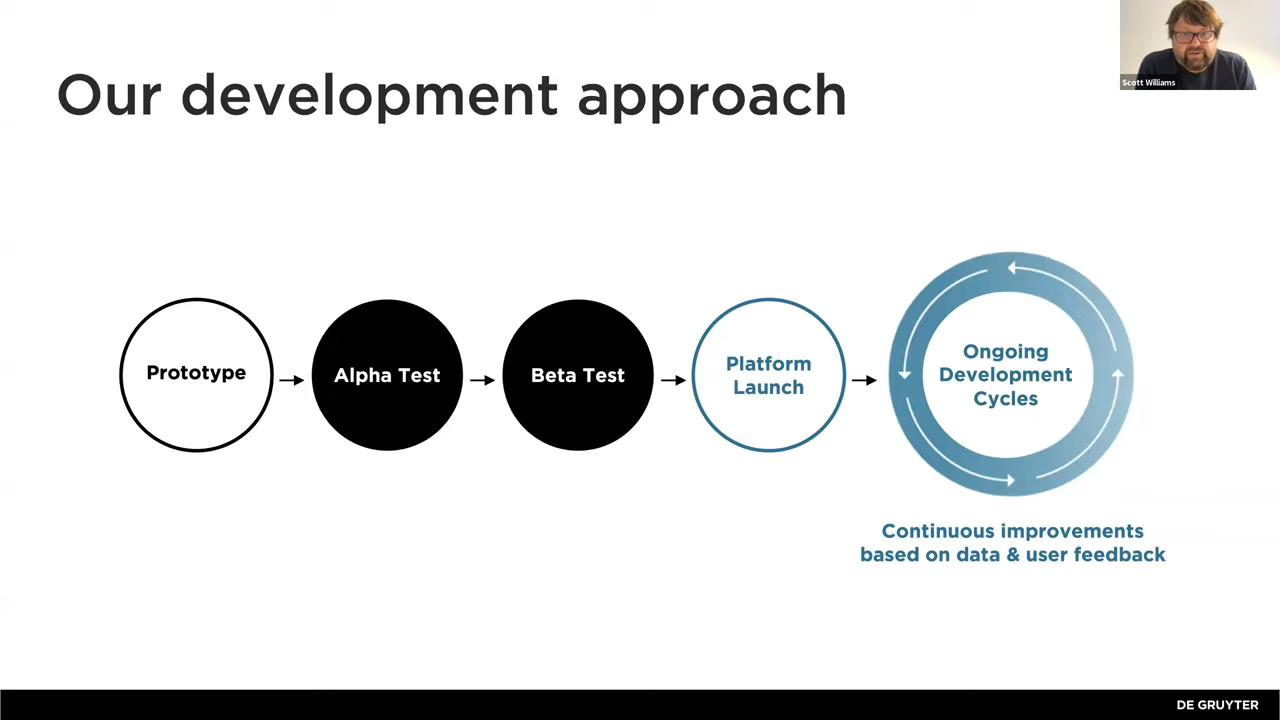 Scott Williams
Our development approach
Prototype
Alpha Test
Beta Test
Platform
Launch
Ongoing
Development
Cycles
Continuous improvements
based on data & user feedback
DE GRUYTER